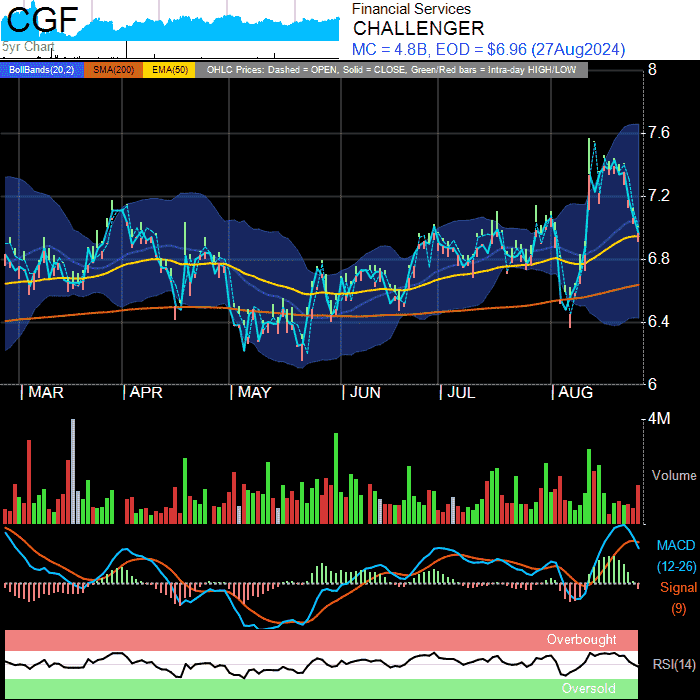 CGF
5yr Chart
Financial Services
CHALLENGER
MC = 4.8B, EOD = $6.96 (27Aug2024)
BollBands(20,2) SMA(200) EMA(50) OHLC Prices: Dashed = OPEN, Solid = CLOSE, Green/Red bars = Intra-day HIGH/LOW
8
7.6
7.2
6.8
6.4
6
| MAR | APR | MAY | JUN | JUL | AUG
4M
Volume
MACD
(12-26)
Signal
(9)
Overbought
RSI(14)
Oversold